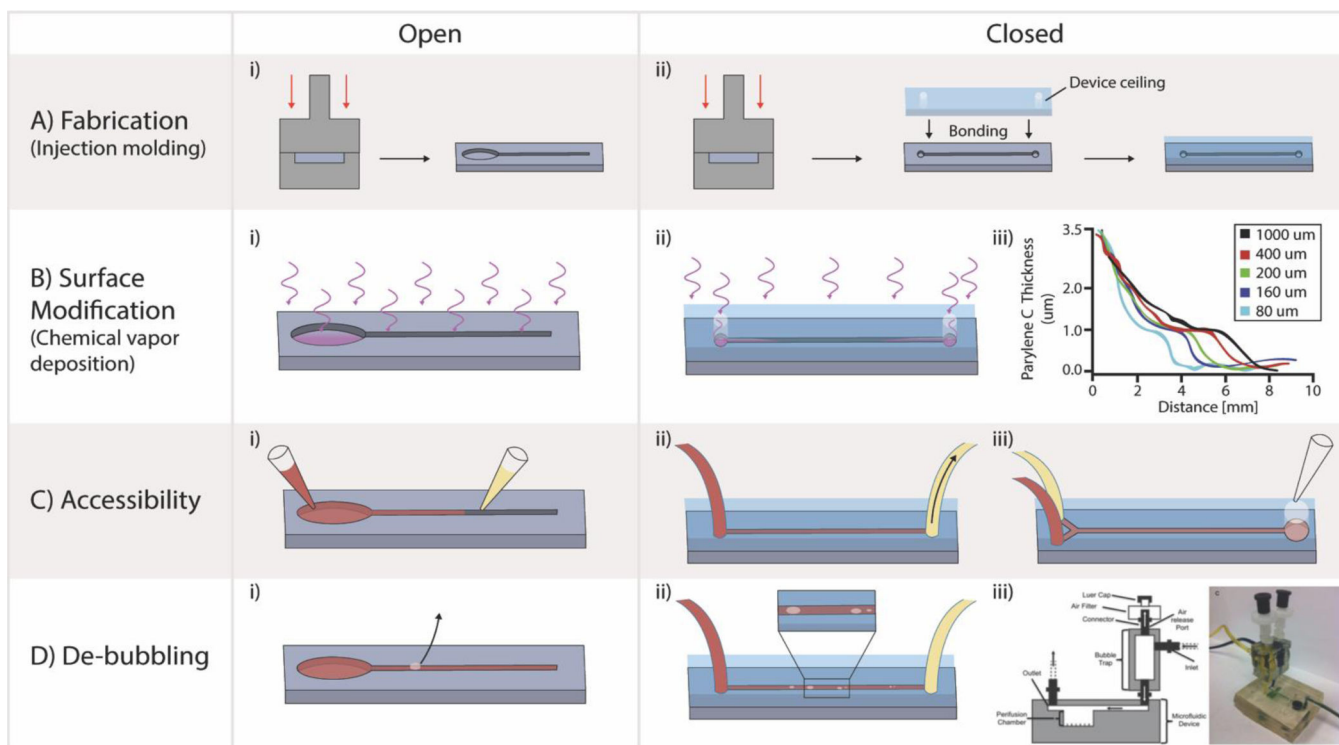 Open
Closed
A) Fabrication
(Injection molding)
i)
ii)
Device ceiling
Bonding
B) Surface
Modification
(Chemical vapor
deposition)
i)
ii)
iii)
Parylene C Thickness
(um)
3.5
2.0
1.0
0.0
0
2
4
6
8
10
Distance [mm]
1000 um
400 um
200 um
160 um
80 um
C) Accessibility
i)
ii)
iii)
D) De-bubbling
i)
ii)
iii)
Luer Cap
Air Filter
Connector
Air
release
Port
Bubble
Trap
Inlet
Outlet
Perifusion
Chamber
Microfluidic
Device
c